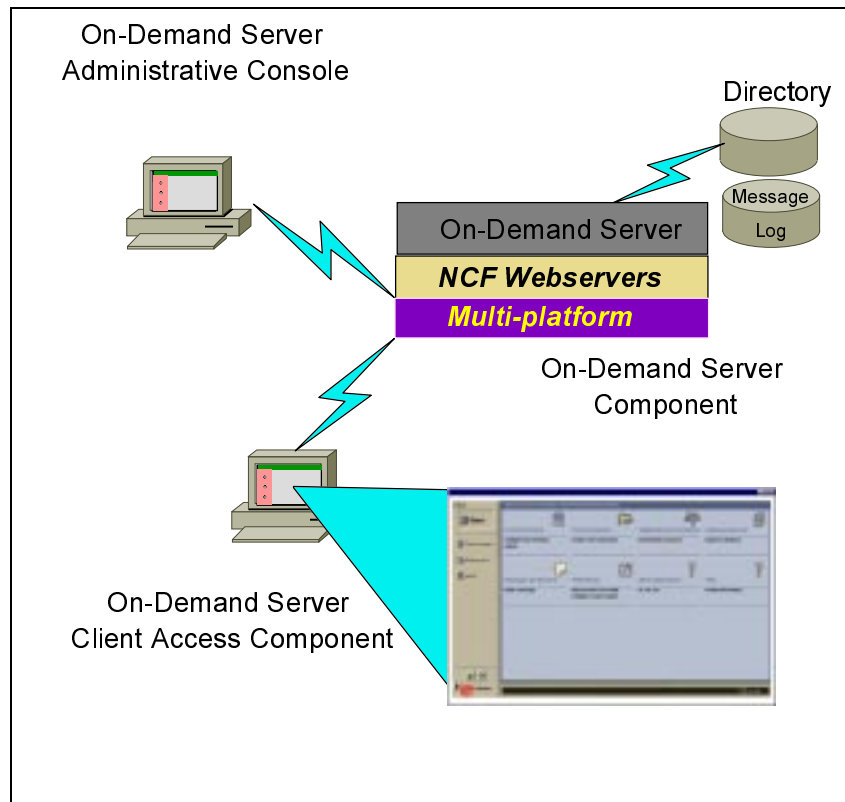 On-Demand Server
Administrative Console
Directory
Message
Log
On-Demand Server
NCF Webservers
Multi-platform
On-Demand Server
Component
On-Demand Server
Client Access Component